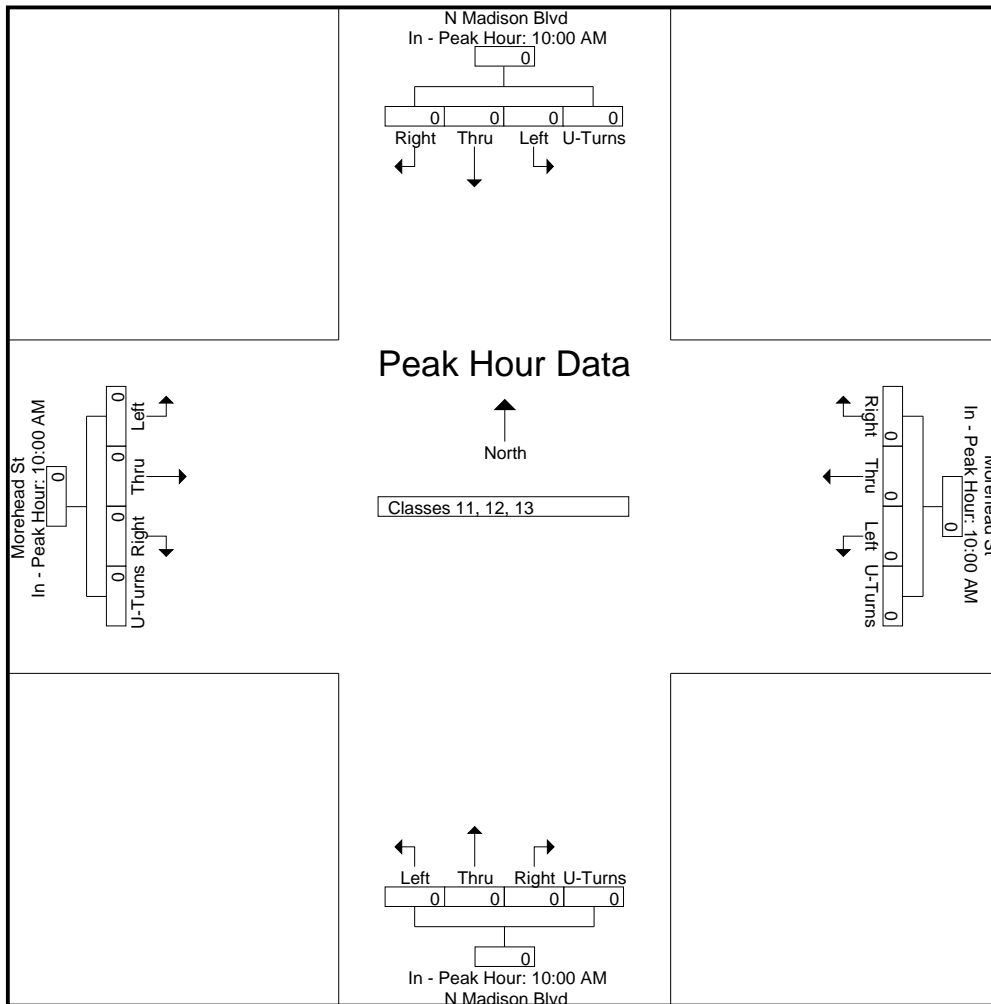 N Madison Blvd
In - Peak Hour: 10:00 AM
0
0 0 0 0
Right Thru Left U-Turns
Peak Hour Data
North
Classes 11, 12, 13
Morehead St
In - Peak Hour: 10:00 AM
0
0 0 0 0
Left Thru Right U-Turns
Morehead St
In - Peak Hour: 10:00 AM
0
0 0 0 0
Right Thru Left U-Turns
Left Thru Right U-Turns
0 0 0 0
0
In - Peak Hour: 10:00 AM
N Madison Blvd